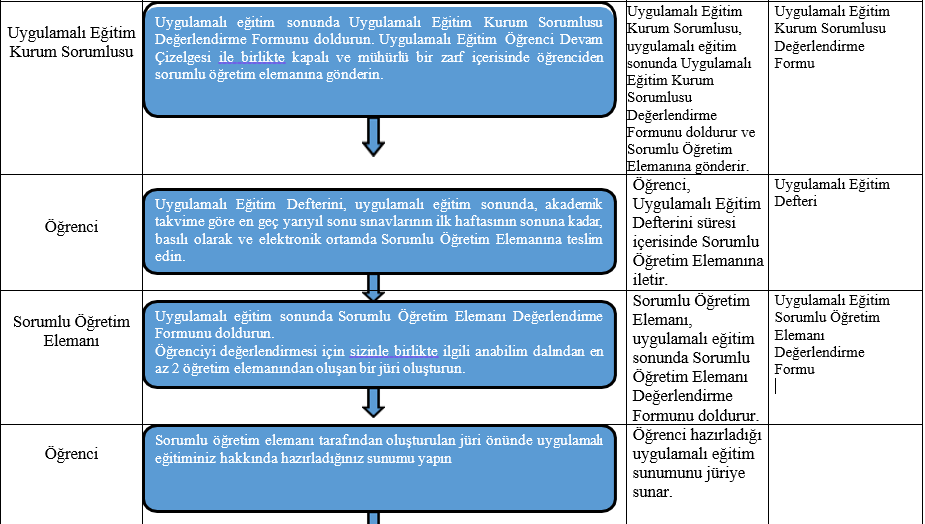 Uygulamalı Eğitim
Kurum Sorumlusu
Uygulamalı eğitim sonunda Uygulamalı Eğitim Kurum Sorumlusu
Değerlendirme Formunu doldurun. Uygulamalı Eğitim Öğrenci Devam
Çizelgesi ile birlikte kapalı ve mühürlü bir zarf içerisinde öğrenciden
sorumlu öğretim elemanına gönderin.
Uygulamalı Eğitim
Kurum Sorumlusu,
uygulamalı eğitim
sonunda Uygulamalı
Eğitim Kurum
Sorumlusu
Değerlendirme
Formunu doldurur ve
Sorumlu Öğretim
Elemanına gönderir.
Uygulamalı Eğitim
Kurum Sorumlusu
Değerlendirme
Formu
Öğrenci
Uygulamalı Eğitim Defterini, uygulamalı eğitim sonunda, akademik
takvime göre en geç yarıyıl sonu sınavlarının ilk haftasının sonuna kadar,
basılı olarak ve elektronik ortamda Sorumlu Öğretim Elemanına teslim
edin.
Öğrenci,
Uygulamalı Eğitim
Defterini süresi
içerisinde Sorumlu
Öğretim Elemanına
iletir.
Uygulamalı Eğitim
Defteri
Sorumlu Öğretim
Elemanı
Uygulamalı eğitim sonunda Sorumlu Öğretim Elemanı Değerlendirme
Formunu doldurun.
Öğrenciyi değerlendirmesi için sizinle birlikte ilgili anabilim dalından en
az 2 öğretim elemanından oluşan bir jüri oluşturun.
Sorumlu Öğretim
Elemanı,
uygulamalı eğitim
sonunda Sorumlu
Öğretim Elemanı
Değerlendirme
Formunu doldurur.
Uygulamalı Eğitim
Sorumlu Öğretim
Elemanı
Değerlendirme
Formu
Öğrenci
Sorumlu öğretim elemanı tarafından oluşturulan jüri önünde uygulamalı
eğitiminiz hakkında hazırladığınız sunumu yapın
Öğrenci hazırladığı
uygulamalı eğitim
sunumunu jüriye
sunar.